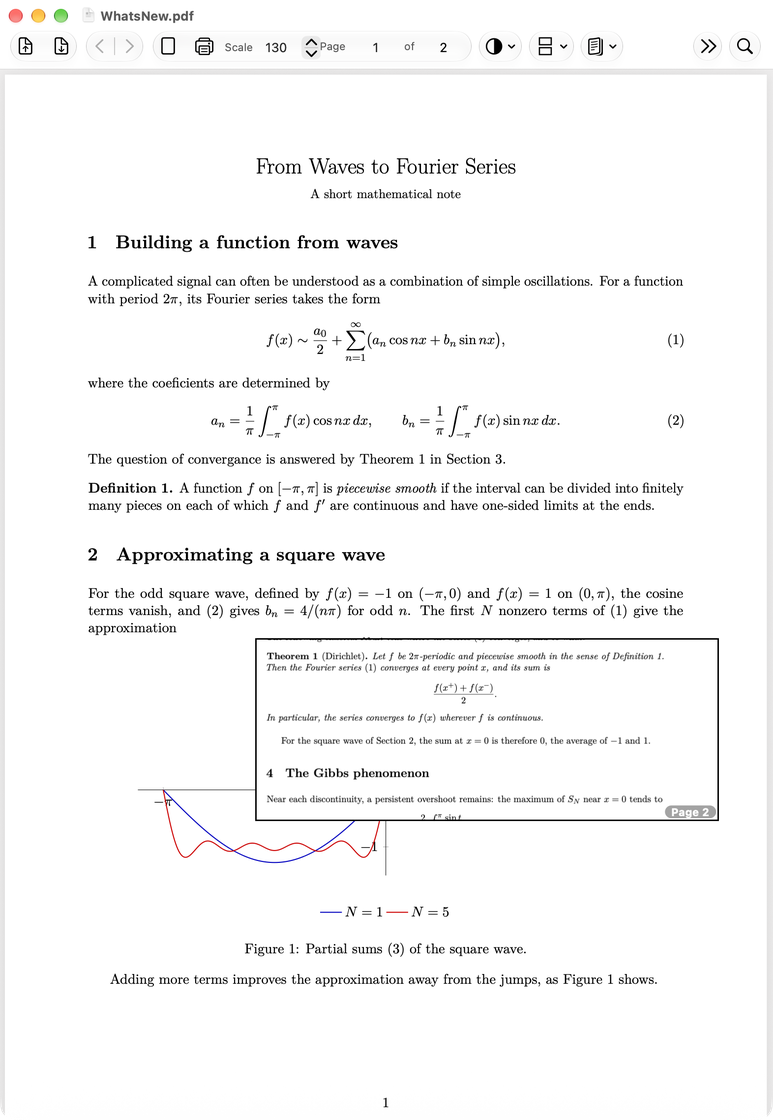 WhatsNew.pdf
Scale 130 Page 1 of 2
From Waves to Fourier Series
A short mathematical note
1 Building a function from waves
A complicated signal can often be understood as a combination of simple oscillations. For a function
with period 2π, its Fourier series takes the form
f(x) ∼ a₀/2 + ∑_{n=1}^{∞} (aₙ cos nx + bₙ sin nx), (1)
where the coeficients are determined by
aₙ = 1/π ∫_{−π}^{π} f(x) cos nx dx, bₙ = 1/π ∫_{−π}^{π} f(x) sin nx dx. (2)
The question of convergance is answered by Theorem 1 in Section 3.
Definition 1. A function f on [−π, π] is piecewise smooth if the interval can be divided into finitely
many pieces on each of which f and f′ are continuous and have one-sided limits at the ends.
2 Approximating a square wave
For the odd square wave, defined by f(x) = −1 on (−π, 0) and f(x) = 1 on (0, π), the cosine
terms vanish, and (2) gives bₙ = 4/(nπ) for odd n. The first N nonzero terms of (1) give the
approximation
Theorem 1 (Dirichlet). Let f be 2π-periodic and piecewise smooth in the sense of Definition 1.
Then the Fourier series (1) converges at every point x, and its sum is
f(x⁺) + f(x⁻)/2.
In particular, the series converges to f(x) wherever f is continuous.
For the square wave of Section 2, the sum at x = 0 is therefore 0, the average of −1 and 1.
4 The Gibbs phenomenon
Near each discontinuity, a persistent overshoot remains: the maximum of S_N near x = 0 tends to
Page 2
−π
−1
N = 1 N = 5
Figure 1: Partial sums (3) of the square wave.
Adding more terms improves the approximation away from the jumps, as Figure 1 shows.
1